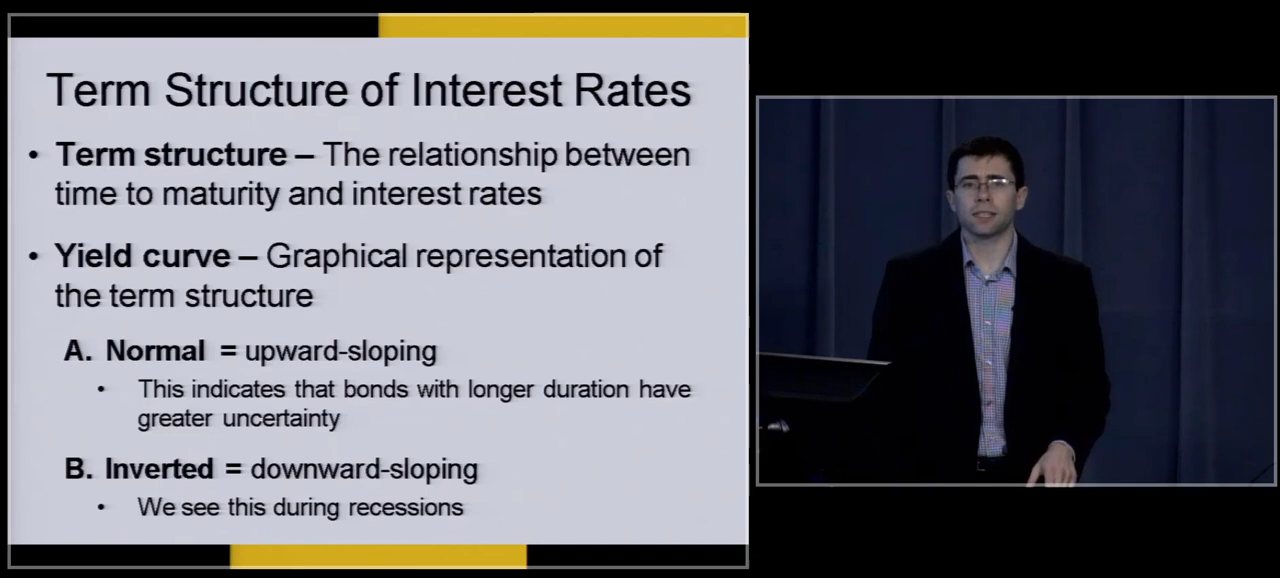 Term Structure of Interest Rates
• Term structure – The relationship between
time to maturity and interest rates
• Yield curve – Graphical representation of
the term structure
A. Normal = upward-sloping
• This indicates that bonds with longer duration have
greater uncertainty
B. Inverted = downward-sloping
• We see this during recessions